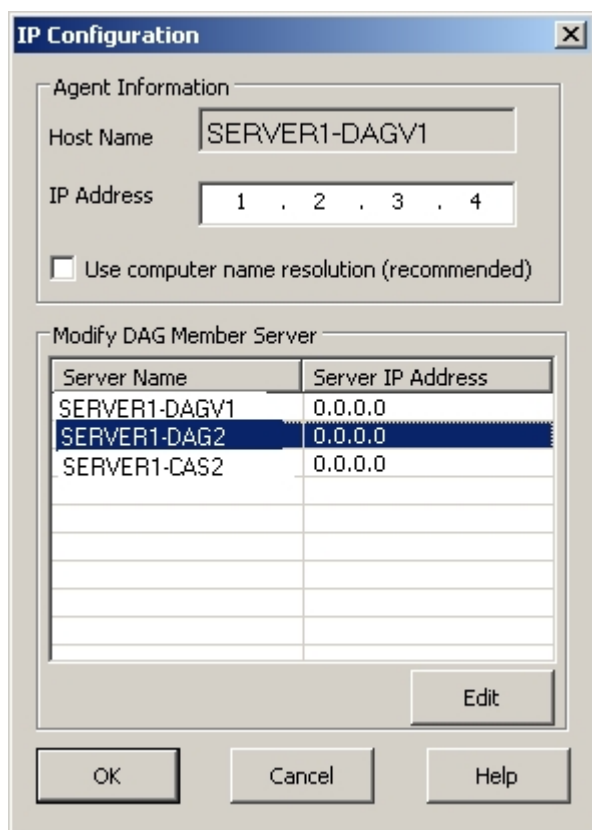 IP Configuration
Agent Information
Host Name SERVER1-DAGV1
IP Address 1 . 2 . 3 . 4
Use computer name resolution (recommended)
Modify DAG Member Server
Server Name Server IP Address
SERVER1-DAGV1 0.0.0.0
SERVER1-DAG2 0.0.0.0
SERVER1-CAS2 0.0.0.0
Edit
OK Cancel Help